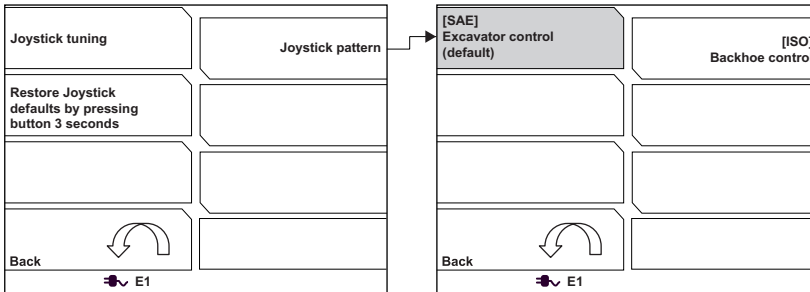 Joystick tuning
Joystick pattern
Restore Joystick
defaults by pressing
button 3 seconds
Back
E1
[SAE]
Excavator control
(default)
[ISO]
Backhoe control
Back
E1